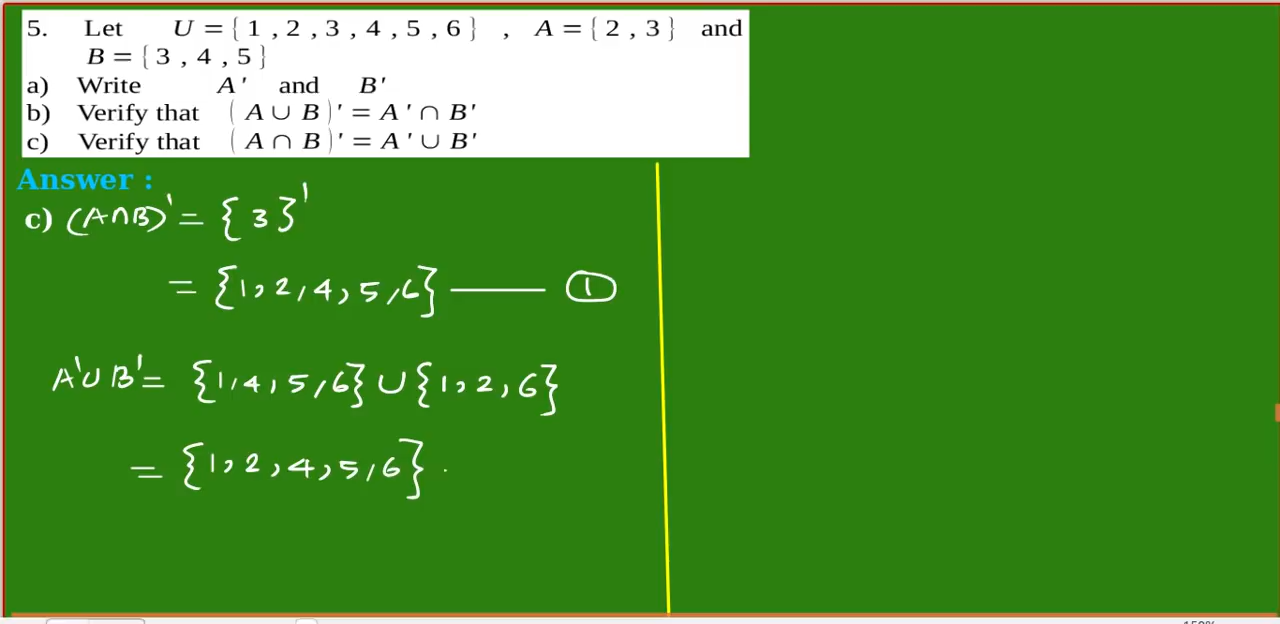 5. Let U = { 1 , 2 , 3 , 4 , 5 , 6 } , A = { 2 , 3 } and
B = { 3 , 4 , 5 }
a) Write A′ and B′
b) Verify that ( A ∪ B )′ = A′ ∩ B′
c) Verify that ( A ∩ B )′ = A′ ∪ B′
Answer :
c) (A∩B)' = { 3 }'
= {1, 2, 4, 5, 6} —— ①
A'∪B' = {1, 4, 5, 6} ∪ {1, 2, 6}
= {1, 2, 4, 5, 6}